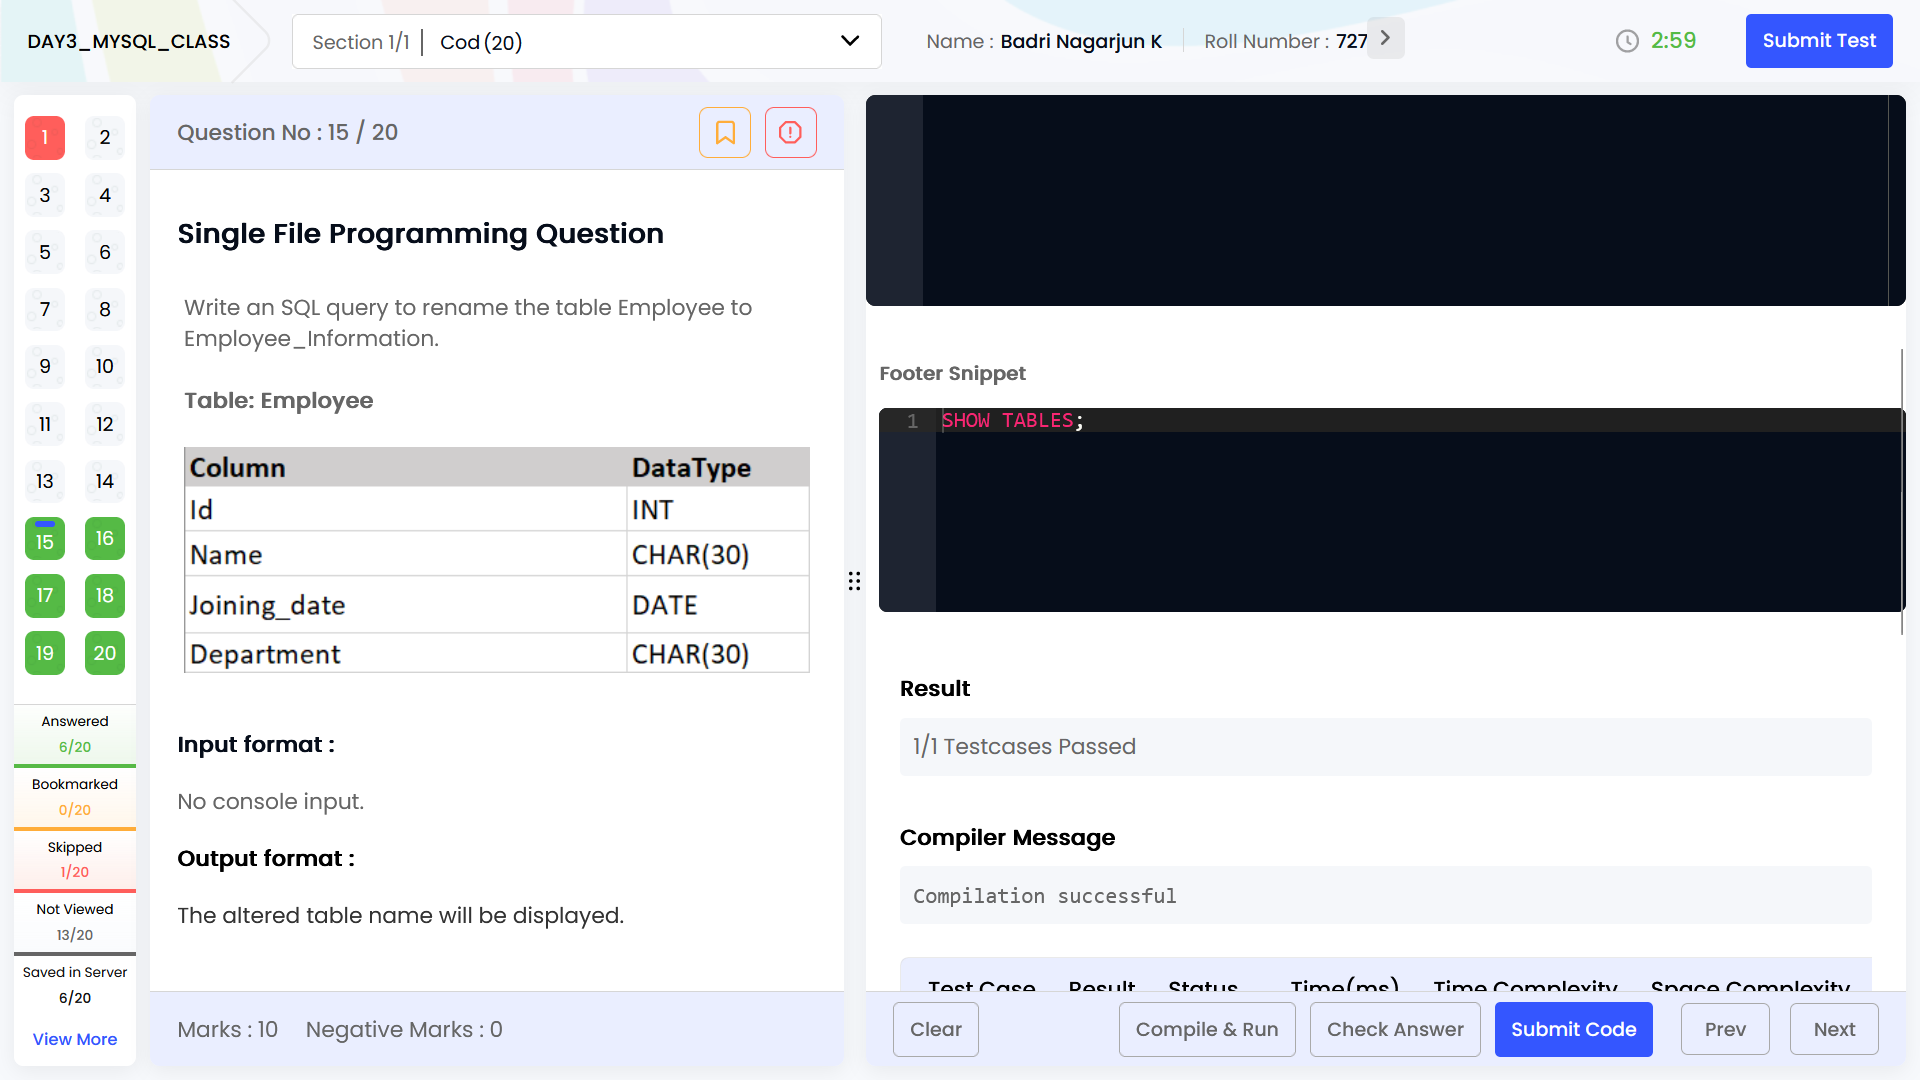 DAY3_MYSQL_CLASS
Section 1/1 | Cod (20)
Name : Badri Nagarjun K
Roll Number : 727
2:59
Submit Test
1 2
3 4
5 6
7 8
9 10
11 12
13 14
15 16
17 18
19 20
Answered
6/20
Bookmarked
0/20
Skipped
1/20
Not Viewed
13/20
Saved in Server
6/20
View More
Question No : 15 / 20
Single File Programming Question
Write an SQL query to rename the table Employee to
Employee_Information.
Table: Employee
Column DataType
Id INT
Name CHAR(30)
Joining_date DATE
Department CHAR(30)
Input format :
No console input.
Output format :
The altered table name will be displayed.
Marks : 10 Negative Marks : 0
Footer Snippet
1 SHOW TABLES;
Result
1/1 Testcases Passed
Compiler Message
Compilation successful
Test Case Result Status Time(ms) Time Complexity Space Complexity
Clear Compile & Run Check Answer Submit Code Prev Next